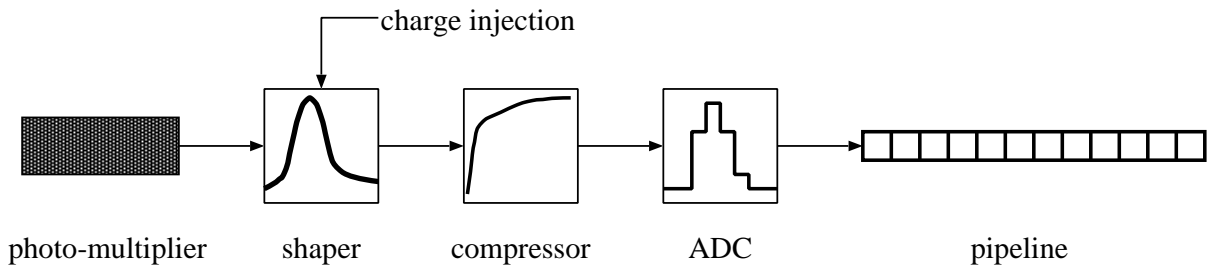 charge injection
photo-multiplier
shaper
compressor
ADC
pipeline